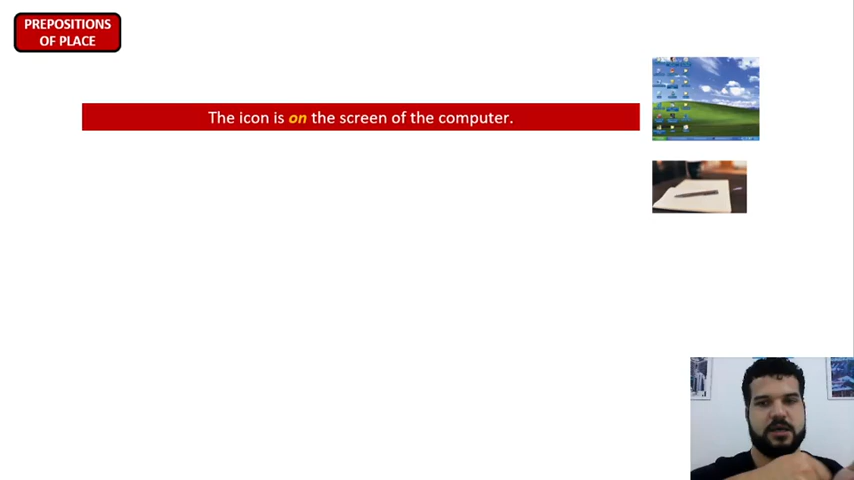 PREPOSITIONS
OF PLACE
The icon is on the screen of the computer.